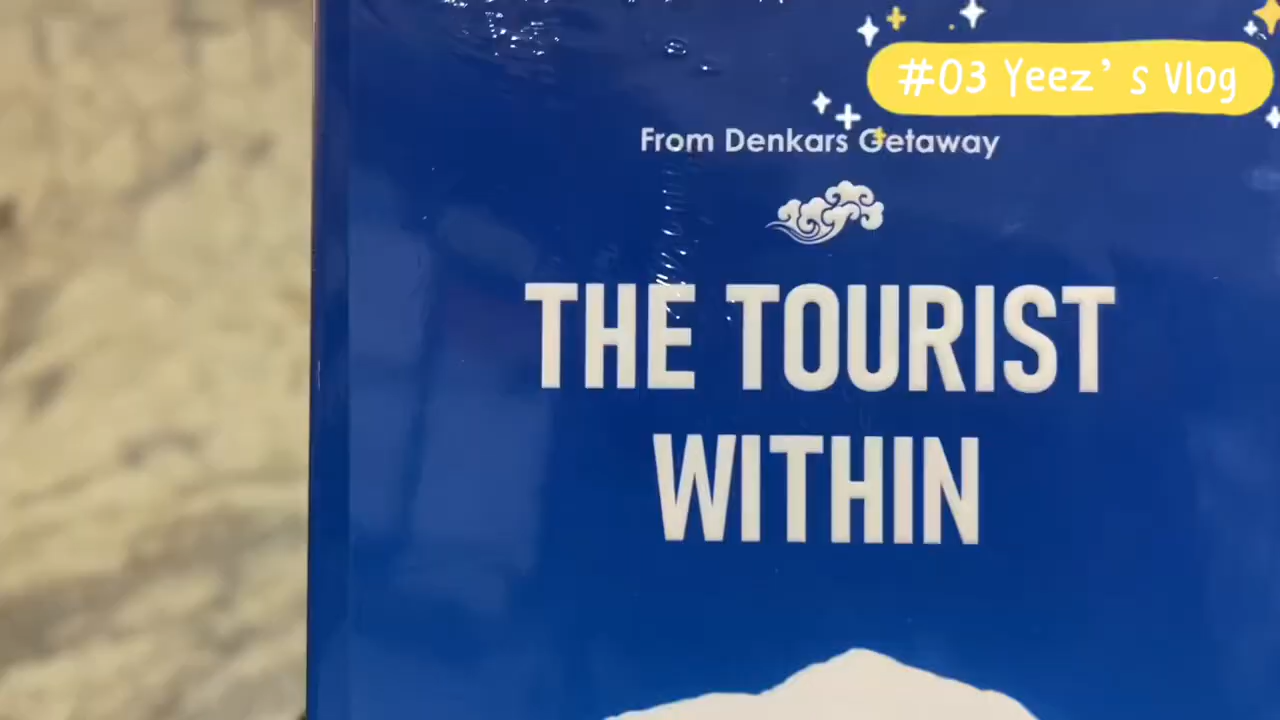 #03 Yeez's Vlog
From Denkars Getaway
THE TOURIST
WITHIN